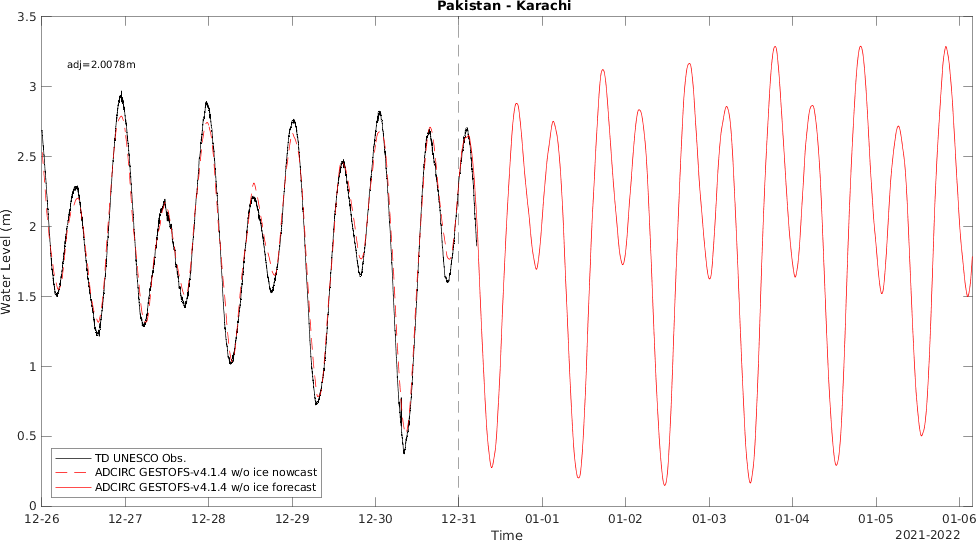 Pakistan - Karachi
3.5
adj=2.0078m
3
2.5
2
1.5
1
0.5
0
Water Level (m)
TD UNESCO Obs.
ADCIRC GESTOFS-v4.1.4 w/o ice nowcast
ADCIRC GESTOFS-v4.1.4 w/o ice forecast
12-26 12-27 12-28 12-29 12-30 12-31 01-01 01-02 01-03 01-04 01-05 01-06
Time
2021-2022